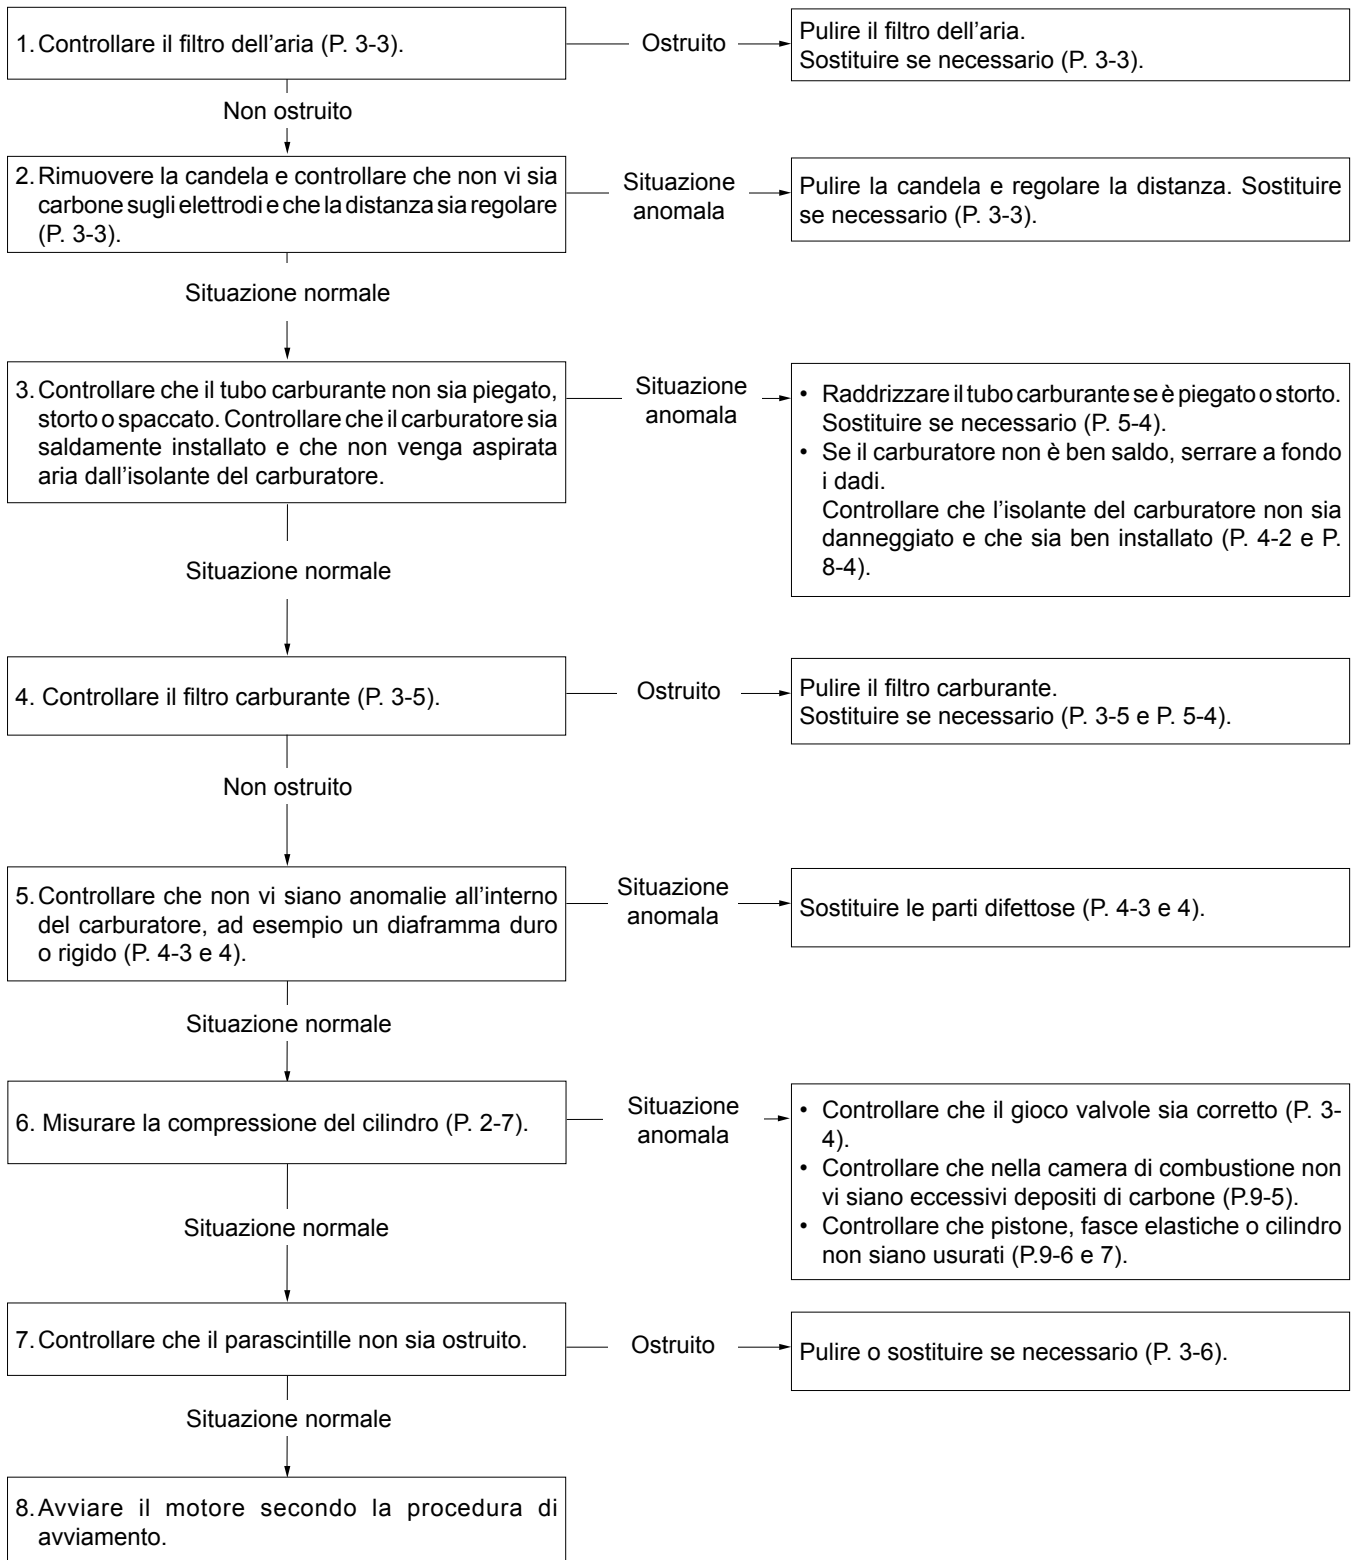 1. Controllare il filtro dell'aria (P. 3-3).
Ostruito
Pulire il filtro dell'aria.
Sostituire se necessario (P. 3-3).
Non ostruito
2. Rimuovere la candela e controllare che non vi sia
carbone sugli elettrodi e che la distanza sia regolare
(P. 3-3).
Situazione
anomala
Pulire la candela e regolare la distanza. Sostituire
se necessario (P. 3-3).
Situazione normale
3. Controllare che il tubo carburante non sia piegato,
storto o spaccato. Controllare che il carburatore sia
saldamente installato e che non venga aspirata
aria dall'isolante del carburatore.
Situazione
anomala
• Raddrizzare il tubo carburante se è piegato o storto.
Sostituire se necessario (P. 5-4).
• Se il carburatore non è ben saldo, serrare a fondo
i dadi.
Controllare che l'isolante del carburatore non sia
danneggiato e che sia ben installato (P. 4-2 e P.
8-4).
Situazione normale
4. Controllare il filtro carburante (P. 3-5).
Ostruito
Pulire il filtro carburante.
Sostituire se necessario (P. 3-5 e P. 5-4).
Non ostruito
5. Controllare che non vi siano anomalie all'interno
del carburatore, ad esempio un diaframma duro
o rigido (P. 4-3 e 4).
Situazione
anomala
Sostituire le parti difettose (P. 4-3 e 4).
Situazione normale
6. Misurare la compressione del cilindro (P. 2-7).
Situazione
anomala
• Controllare che il gioco valvole sia corretto (P. 3-
4).
• Controllare che nella camera di combustione non
vi siano eccessivi depositi di carbone (P.9-5).
• Controllare che pistone, fasce elastiche o cilindro
non siano usurati (P.9-6 e 7).
Situazione normale
7. Controllare che il parascintille non sia ostruito.
Ostruito
Pulire o sostituire se necessario (P. 3-6).
Situazione normale
8. Avviare il motore secondo la procedura di
avviamento.